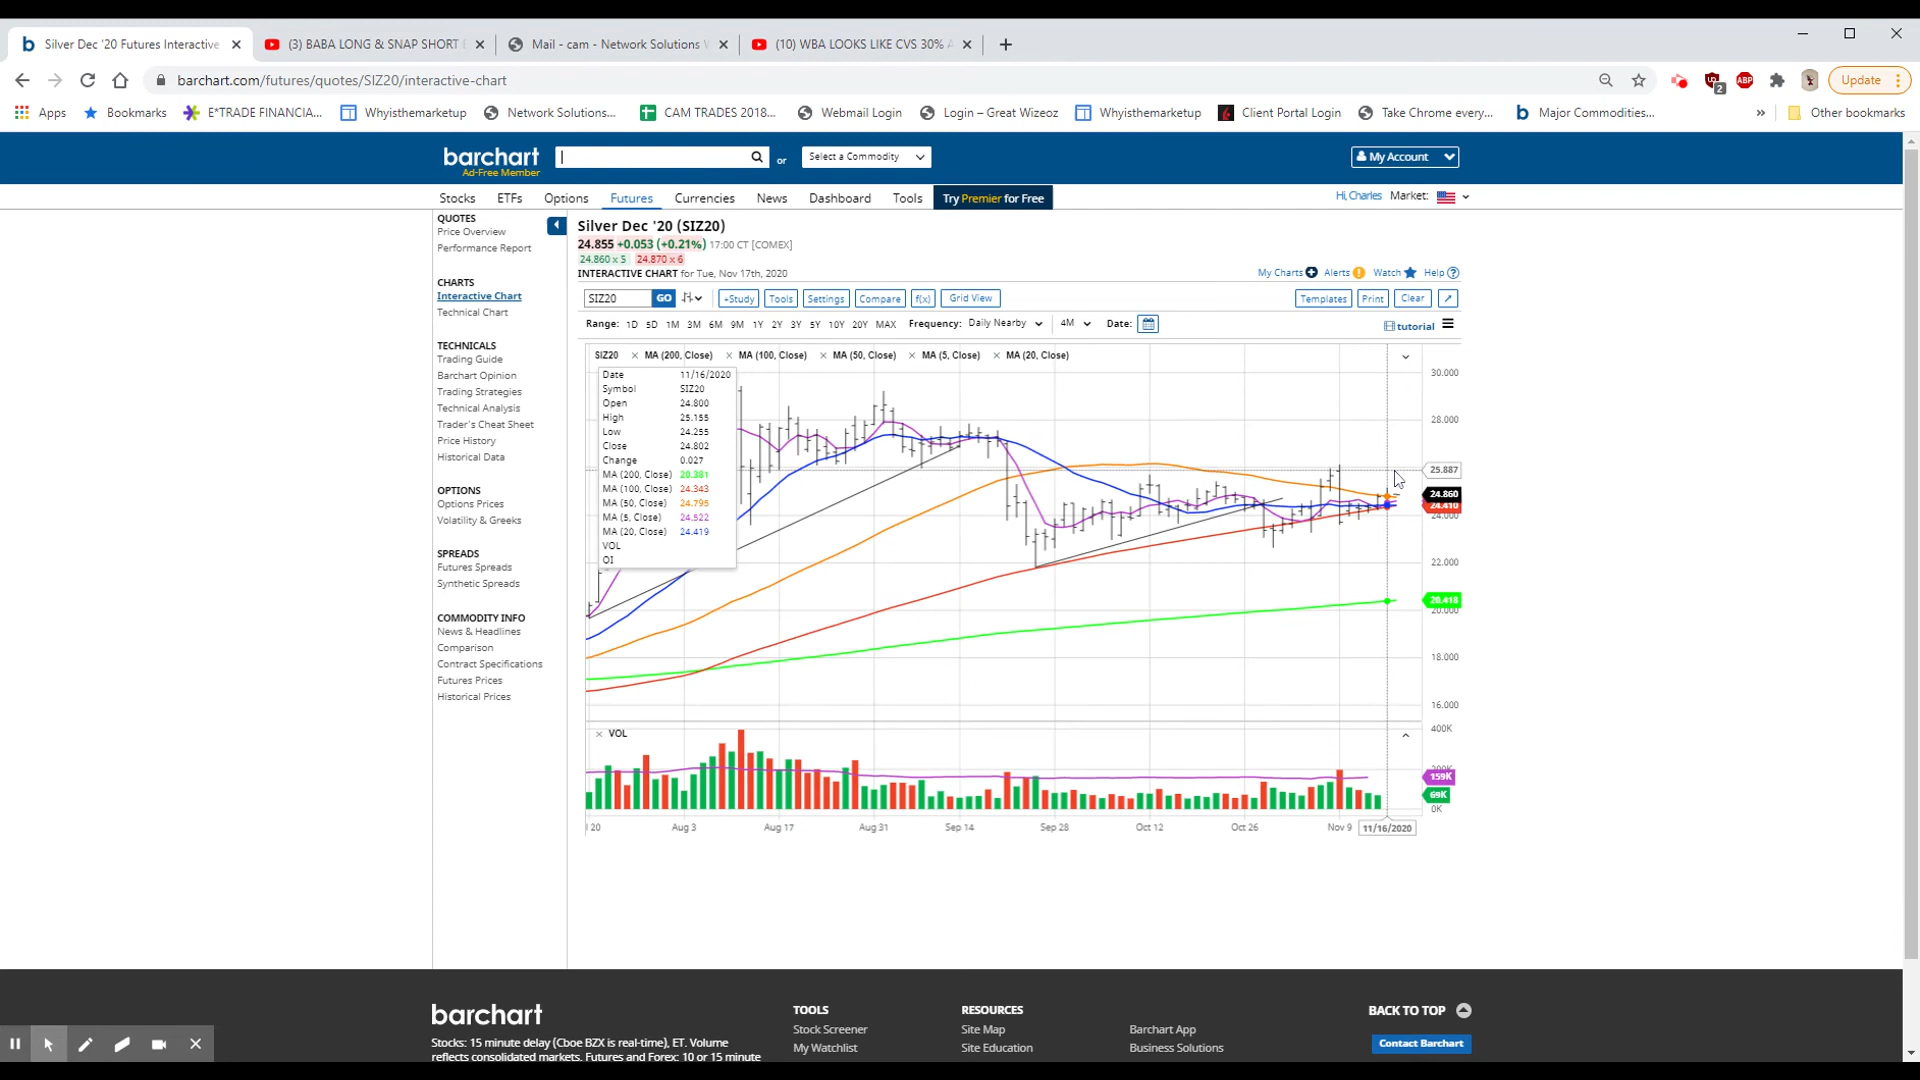 Silver Dec '20 Futures Interactive
(3) BABA LONG & SNAP SHORT
Mail - cam - Network Solutions
(10) WBA LOOKS LIKE CVS 30%
barchart.com/futures/quotes/SIZ20/interactive-chart
ABP
2
Update
Apps
Bookmarks
E*TRADE FINANCIA...
Whyisthemarketup
Network Solutions...
CAM TRADES 2018...
Webmail Login
Login – Great Wizeoz
Whyisthemarketup
Client Portal Login
Take Chrome every...
Major Commodities...
»
Other bookmarks
barchart
Ad-Free Member
or
Select a Commodity
My Account
Stocks
ETFs
Options
Futures
Currencies
News
Dashboard
Tools
Try Premier for Free
Hi, Charles
Market:
QUOTES
Price Overview
Performance Report
CHARTS
Interactive Chart
Technical Chart
TECHNICALS
Trading Guide
Barchart Opinion
Trading Strategies
Technical Analysis
Trader's Cheat Sheet
Price History
Historical Data
OPTIONS
Options Prices
Volatility & Greeks
SPREADS
Futures Spreads
Synthetic Spreads
COMMODITY INFO
News & Headlines
Comparison
Contract Specifications
Futures Prices
Historical Prices
Silver Dec '20 (SIZ20)
24.855 +0.053 (+0.21%) 17:00 CT [COMEX]
24.860 x 5 24.870 x 6
INTERACTIVE CHART for Tue, Nov 17th, 2020
My Charts
Alerts
Watch
Help
SIZ20 GO
+Study
Tools
Settings
Compare
f(x)
Grid View
Templates
Print
Clear
Range: 1D 5D 1M 3M 6M 9M 1Y 2Y 3Y 5Y 10Y 20Y MAX Frequency: Daily Nearby 4M Date:
tutorial
SIZ20 × MA (200, Close) × MA (100, Close) × MA (50, Close) × MA (5, Close) × MA (20, Close)
Date 11/16/2020
Symbol SIZ20
Open 24.800
High 25.155
Low 24.255
Close 24.802
Change 0.027
MA (200, Close) 20.381
MA (100, Close) 24.343
MA (50, Close) 24.795
MA (5, Close) 24.522
MA (20, Close) 24.419
VOL
OI
30.000
28.000
25.887
24.860
24.410
24.000
22.000
20.418
20.000
18.000
16.000
× VOL
400K
159K
69K
0K
20
Aug 3
Aug 17
Aug 31
Sep 14
Sep 28
Oct 12
Oct 26
Nov 9
11/16/2020
barchart
Stocks: 15 minute delay (Cboe BZX is real-time), ET. Volume
reflects consolidated markets. Futures and Forex: 10 or 15 minute
TOOLS
Stock Screener
My Watchlist
RESOURCES
Site Map
Site Education
Barchart App
Business Solutions
BACK TO TOP
Contact Barchart